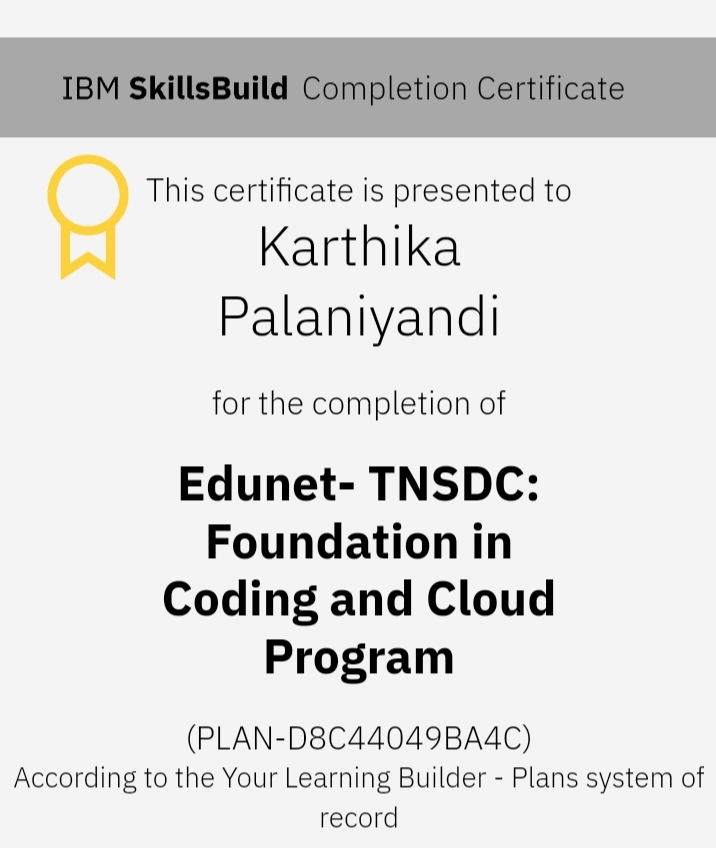 IBM SkillsBuild Completion Certificate
This certificate is presented to
Karthika
Palaniyandi
for the completion of
Edunet- TNSDC:
Foundation in
Coding and Cloud
Program
(PLAN-D8C44049BA4C)
According to the Your Learning Builder - Plans system of
record